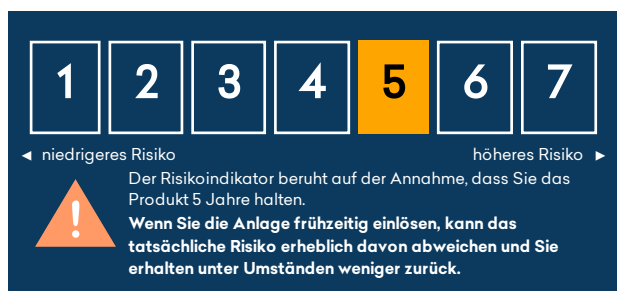 1 2 3 4 5 6 7
◄ niedrigeres Risiko höheres Risiko ►
Der Risikoindikator beruht auf der Annahme, dass Sie das
Produkt 5 Jahre halten.
Wenn Sie die Anlage frühzeitig einlösen, kann das
tatsächliche Risiko erheblich davon abweichen und Sie
erhalten unter Umständen weniger zurück.
!